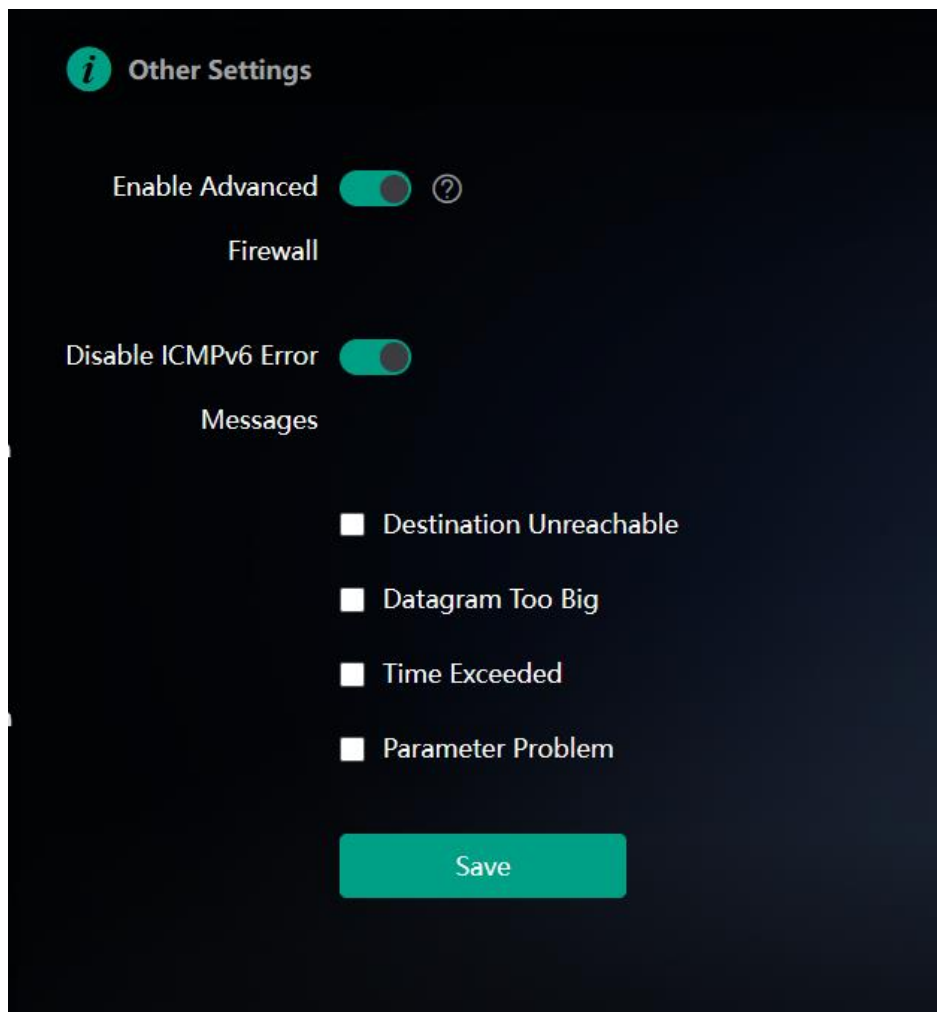 Other Settings
Enable Advanced
Firewall
Disable ICMPv6 Error
Messages
Destination Unreachable
Datagram Too Big
Time Exceeded
Parameter Problem
Save